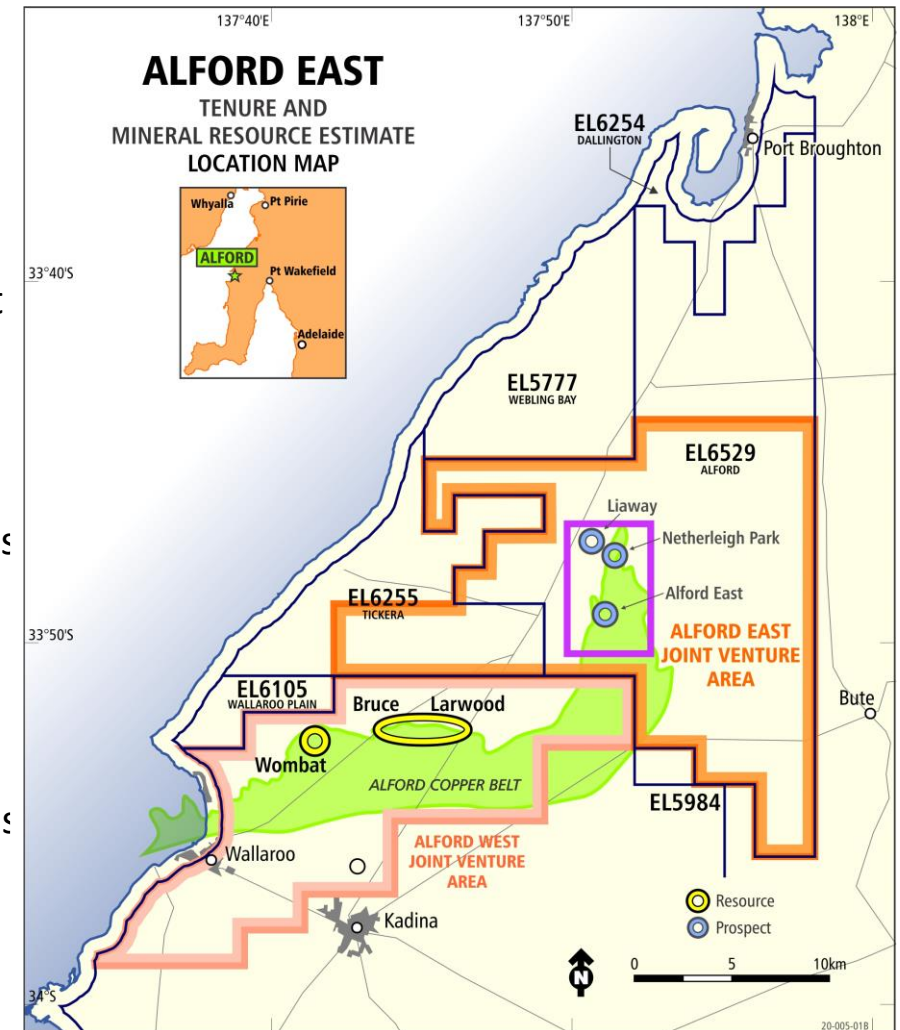 137°40'E
137°50'E
138°E
ALFORD EAST
TENURE AND
MINERAL RESOURCE ESTIMATE
LOCATION MAP
Whyalla
Pt Pirie
ALFORD
Pt Wakefield
Adelaide
EL6254
DALLINGTON
Port Broughton
33°40'S
EL5777
WEBLING BAY
EL6529
ALFORD
Liaway
Netherleigh Park
Alford East
EL6255
TICKERA
33°50'S
ALFORD EAST
JOINT VENTURE
AREA
EL6105
WALLAROO PLAIN
Bruce
Larwood
Bute
Wombat
ALFORD COPPER BELT
EL5984
ALFORD WEST
JOINT VENTURE
AREA
Wallaroo
Kadina
Resource
Prospect
N
0 5 10km
34°S
20-005-01B